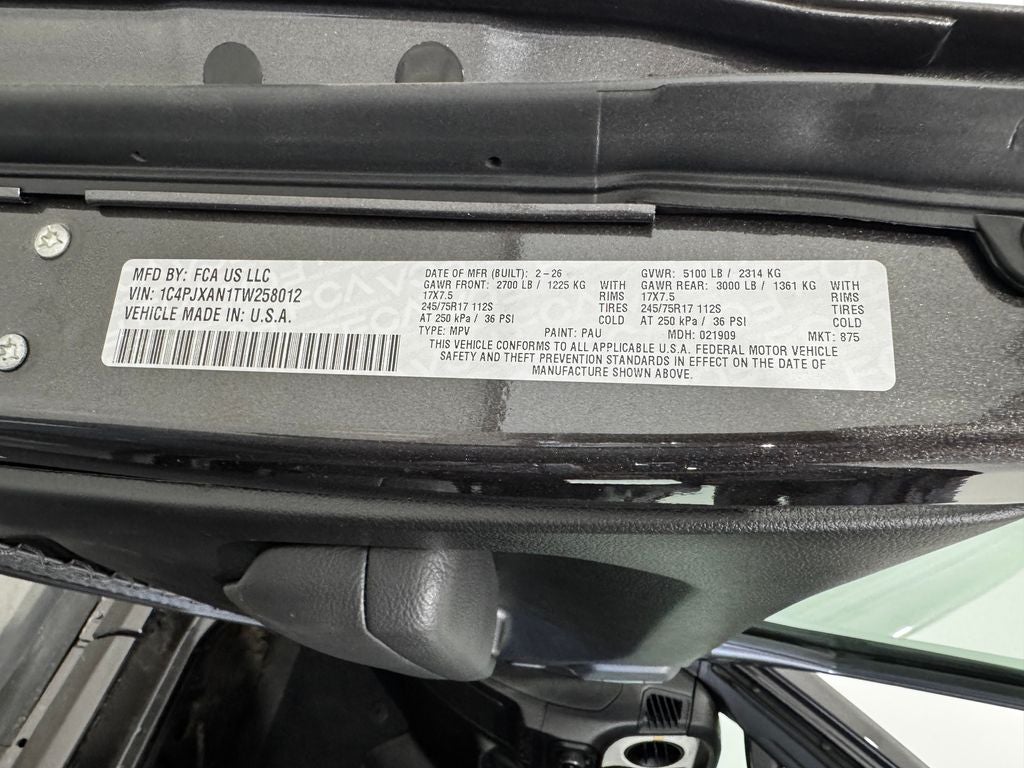 MFD BY: FCA US LLC
VIN: 1C4PJXAN1TW258012
VEHICLE MADE IN: U.S.A.
DATE OF MFR (BUILT): 2-26
GAWR FRONT: 2700 LB / 1225 KG WITH
17X7.5 RIMS
245/75R17 112S TIRES
AT 250 kPa / 36 PSI COLD
GVWR: 5100 LB / 2314 KG
GAWR REAR: 3000 LB / 1361 KG WITH
17X7.5 RIMS
245/75R17 112S TIRES
AT 250 kPa / 36 PSI COLD
TYPE: MPV PAINT: PAU MDH: 021909 MKT: 875
THIS VEHICLE CONFORMS TO ALL APPLICABLE U.S.A. FEDERAL MOTOR VEHICLE
SAFETY AND THEFT PREVENTION STANDARDS IN EFFECT ON THE DATE OF
MANUFACTURE SHOWN ABOVE.